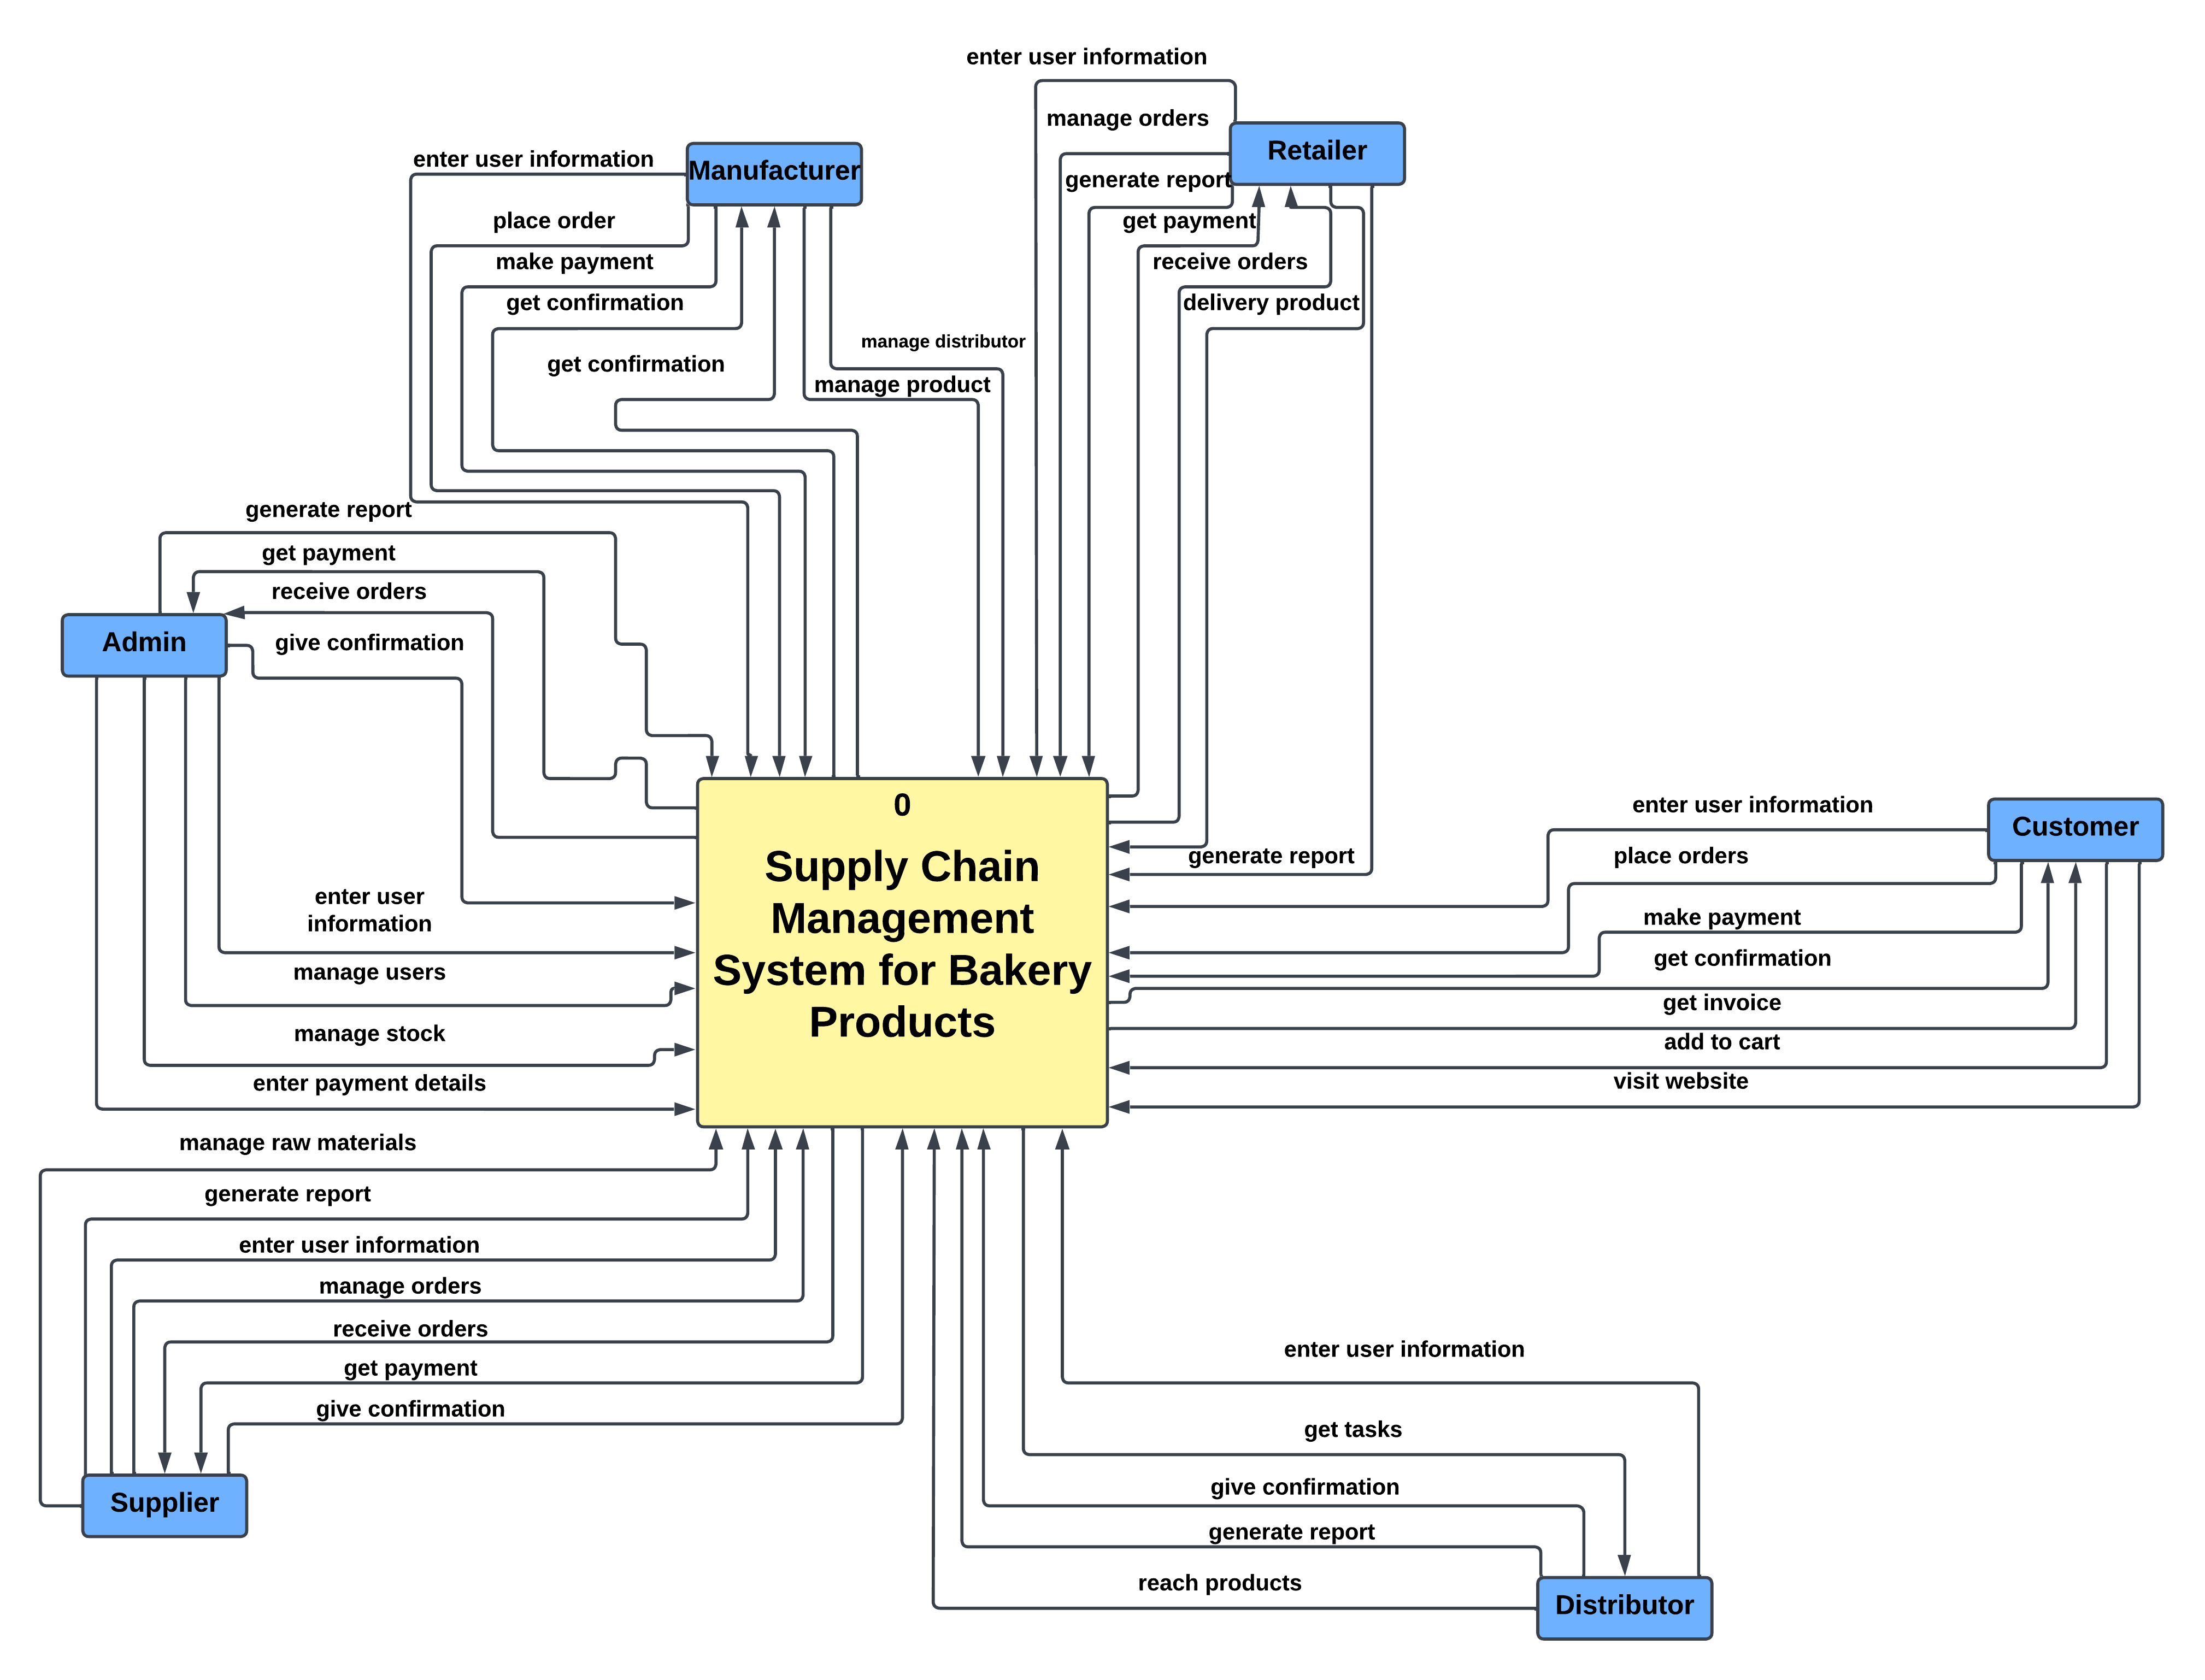 enter user information
manage orders
Retailer
generate report
get payment
receive orders
delivery product
enter user information
Manufacturer
place order
make payment
get confirmation
get confirmation
manage distributor
manage product
generate report
get payment
receive orders
Admin
give confirmation
enter user
information
manage users
manage stock
enter payment details
0
Supply Chain
Management
System for Bakery
Products
generate report
enter user information
Customer
place orders
make payment
get confirmation
get invoice
add to cart
visit website
manage raw materials
generate report
enter user information
manage orders
receive orders
get payment
give confirmation
Supplier
enter user information
get tasks
give confirmation
generate report
reach products
Distributor